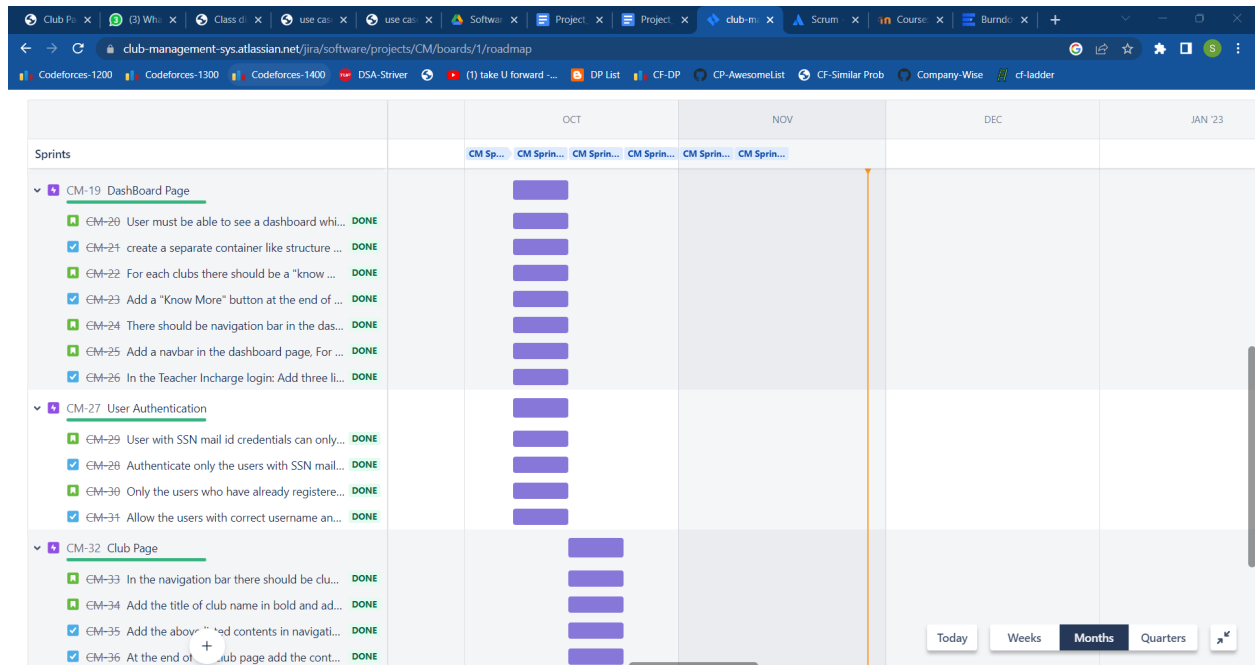 Club Pa
(3) Wha
Class di
use cas
use cas
Softwar
Project_
Project_
club-ma
Scrum -
Course:
Burndo
club-management-sys.atlassian.net/jira/software/projects/CM/boards/1/roadmap
S
Codeforces-1200
Codeforces-1300
Codeforces-1400
DSA-Striver
(1) take U forward -...
DP List
CF-DP
CP-AwesomeList
CF-Similar Prob
Company-Wise
cf-ladder
OCT
NOV
DEC
JAN '23
Sprints
CM Sp...
CM Sprin...
CM Sprin...
CM Sprin...
CM Sprin...
CM Sprin...
CM-19 DashBoard Page
CM-20 User must be able to see a dashboard whi... DONE
CM-21 create a separate container like structure ... DONE
CM-22 For each clubs there should be a "know ... DONE
CM-23 Add a "Know More" button at the end of ... DONE
CM-24 There should be navigation bar in the das... DONE
CM-25 Add a navbar in the dashboard page, For ... DONE
CM-26 In the Teacher Incharge login: Add three li... DONE
CM-27 User Authentication
CM-29 User with SSN mail id credentials can only... DONE
CM-28 Authenticate only the users with SSN mail... DONE
CM-30 Only the users who have already registere... DONE
CM-31 Allow the users with correct username an... DONE
CM-32 Club Page
CM-33 In the navigation bar there should be clu... DONE
CM-34 Add the title of club name in bold and ad... DONE
CM-35 Add the above ted contents in navigati... DONE
CM-36 At the end of ub page add the cont... DONE
Today
Weeks
Months
Quarters